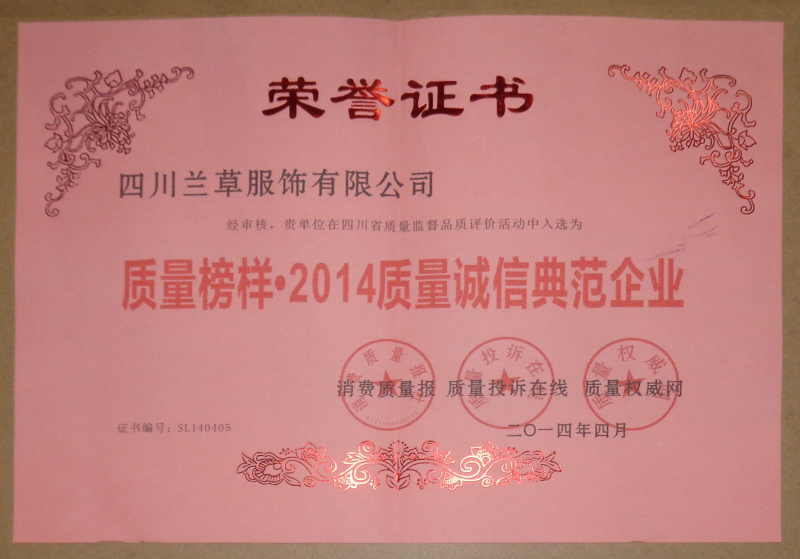 荣誉证书
四川兰草服饰有限公司
经审核，贵单位在四川省质量监督品质评价活动中入选为
质量榜样·2014质量诚信典范企业
消费质量报 质量投诉在线 质量权威网
证书编号：SL140405
二〇一四年四月